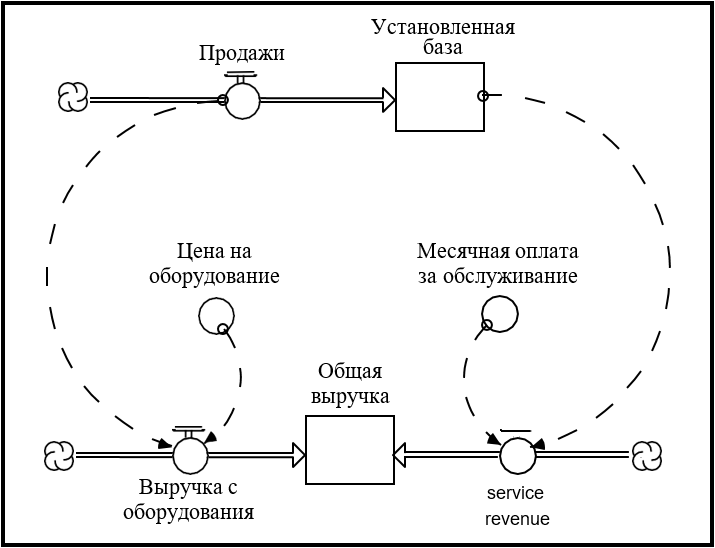 Продажи
Установленная
база
Цена на
оборудование
Месячная оплата
за обслуживание
Общая
выручка
Выручка с
оборудования
service
revenue